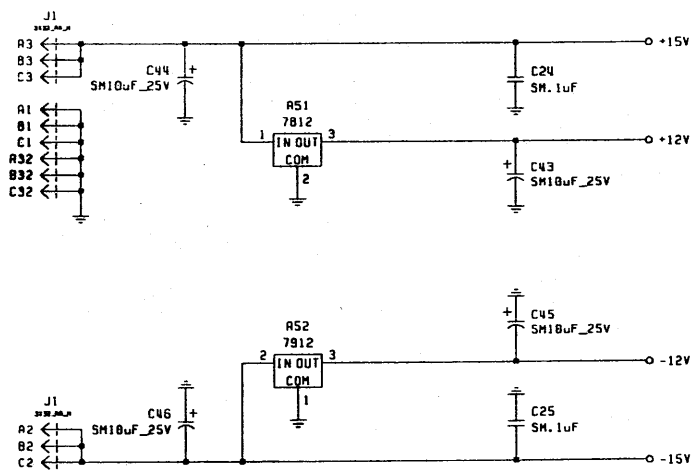 J1
A3
B3
C3
A1
B1
C1
A32
B32
C32
C44
+
SM10uF_25V
A51
7812
1
IN OUT
3
COM
2
C24
SM.1uF
+
C43
SM10uF_25V
+15V
+12V
A52
7912
2
IN OUT
3
COM
1
+
C45
SM10uF_25V
-12V
J1
A2
B2
C2
C46
+
SM10uF_25V
C25
SM.1uF
-15V